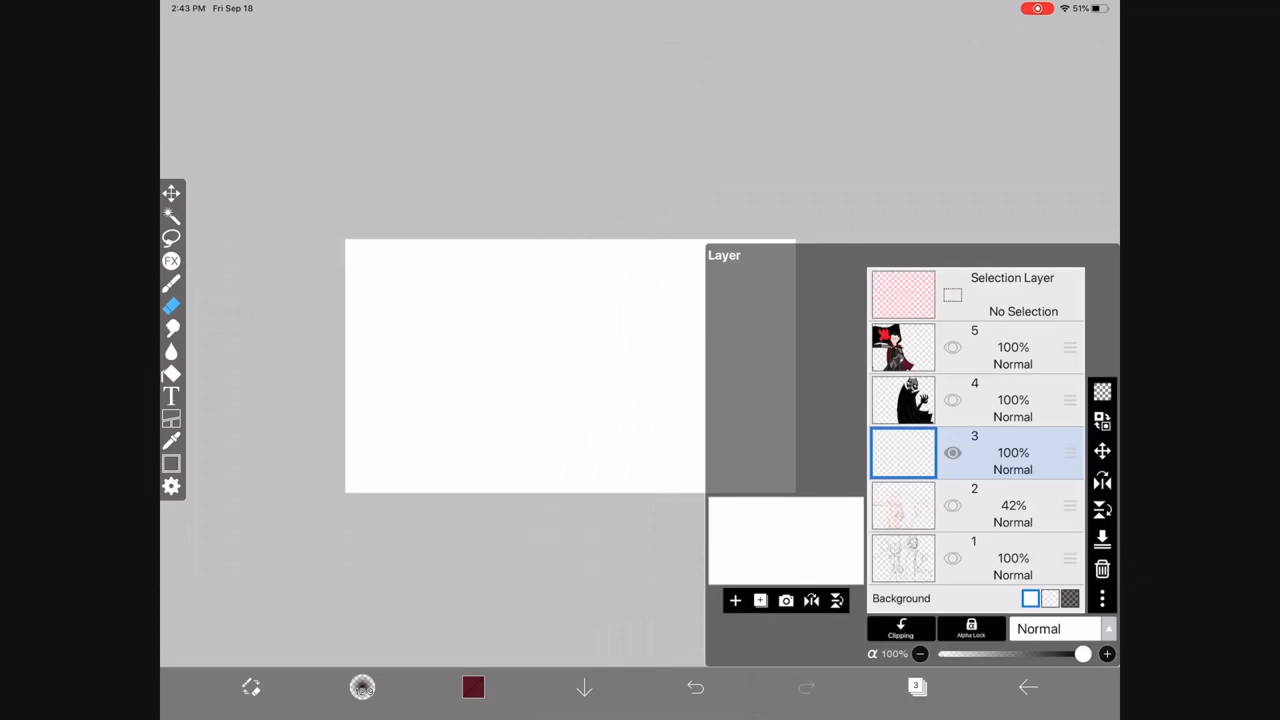 2:43 PM Fri Sep 18
51%
Layer
Selection Layer
No Selection
5
100%
Normal
4
100%
Normal
3
100%
Normal
2
42%
Normal
1
100%
Normal
Background
Clipping
Alpha Lock
Normal
α 100%
FX
T
3